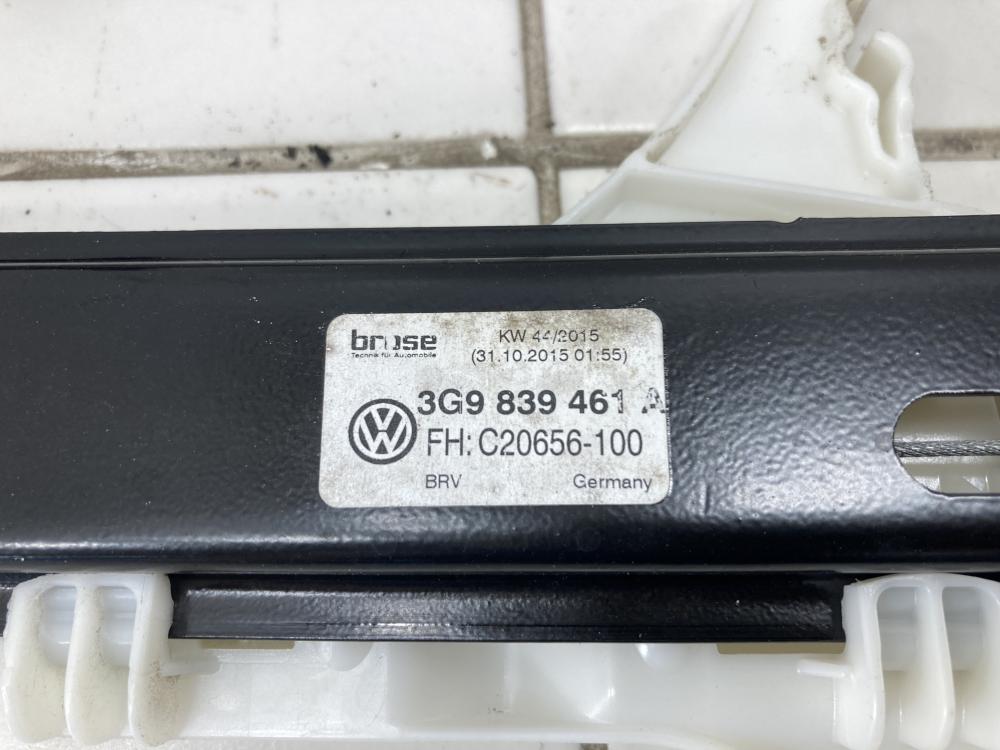 brose
Technik für Automobile
KW 44/2015
(31.10.2015 01:55)
3G9 839 461 A
FH: C20656-100
BRV
Germany